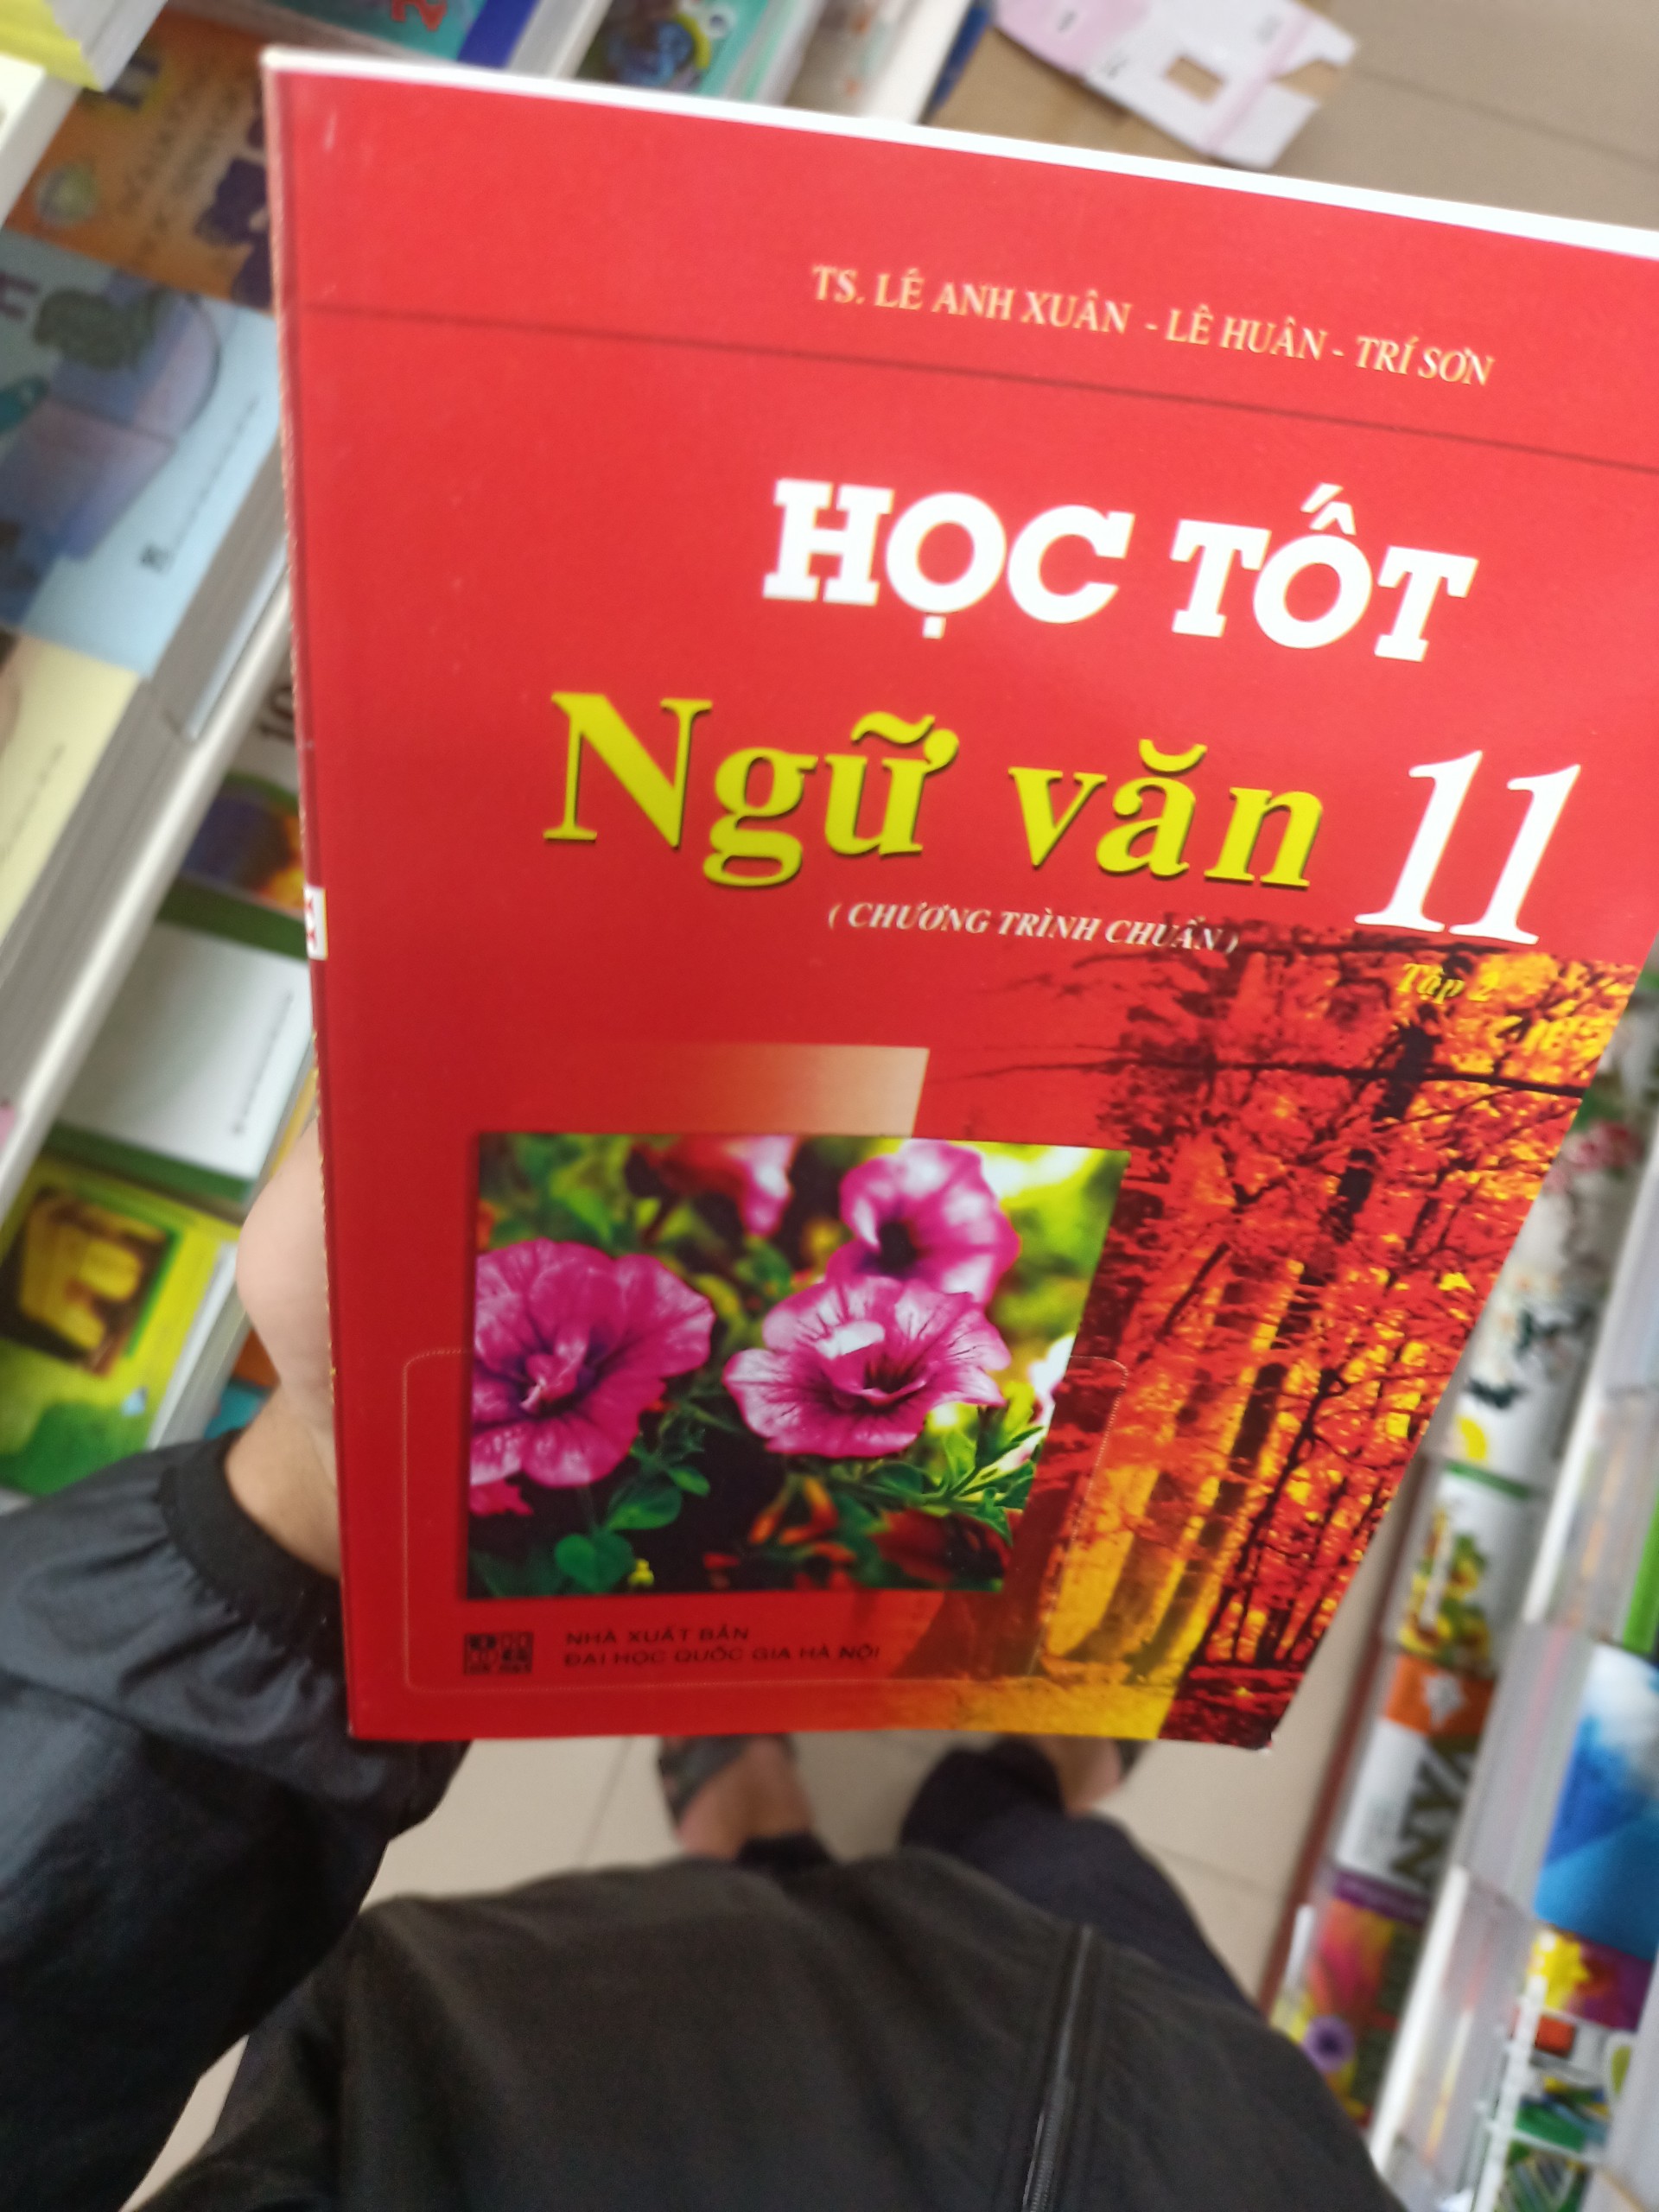 TS. LÊ ANH XUÂN - LÊ HUÂN - TRÍ SƠN
HỌC TỐT
Ngữ văn 11
( CHƯƠNG TRÌNH CHUẨN )
Tập 2
NHÀ XUẤT BẢN
ĐẠI HỌC QUỐC GIA HÀ NỘI